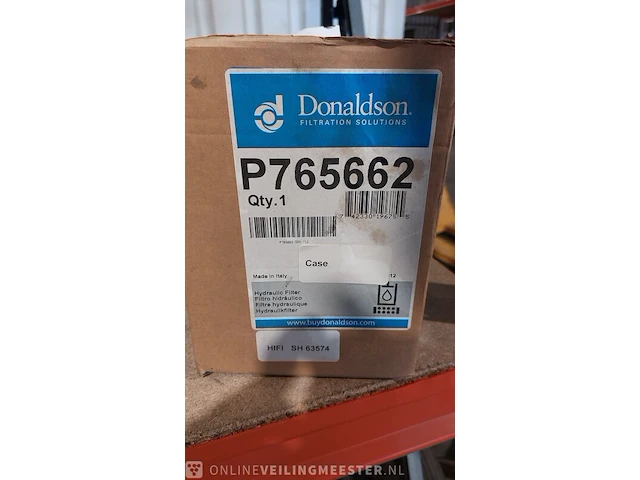 Donaldson.
FILTRATION SOLUTIONS
P765662
Qty.1
Case
Made in Italy
Hydraulic Filter
Filtro hidráulico
Filtre hydraulique
Hydraulikfilter
www.buydonaldson.com
HIFI SH 63574
ONLINEVEILINGMEESTER.NL